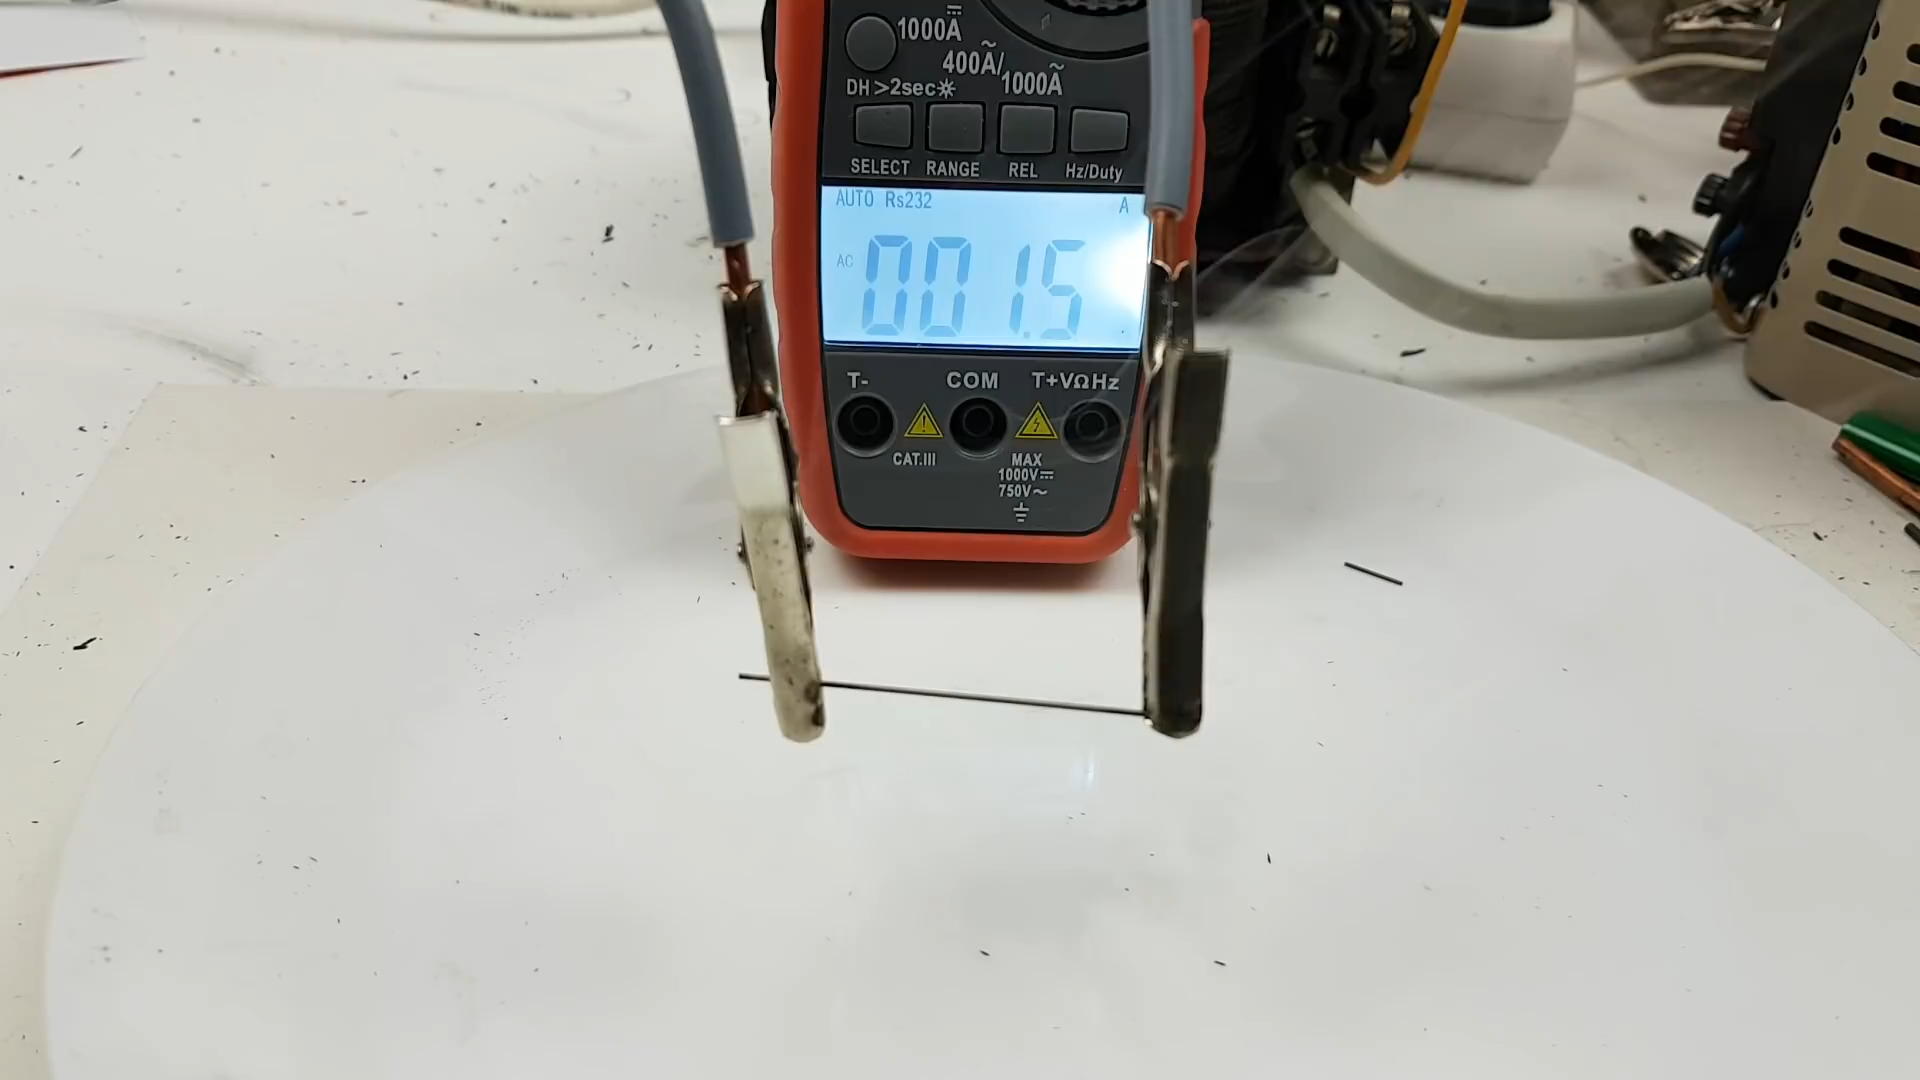 1000A
400A/
1000A
DH >2sec
SELECT RANGE REL Hz/Duty
AUTO Rs232 A
AC 001.5
T- COM T+VΩHz
CAT.III MAX
1000V
750V~